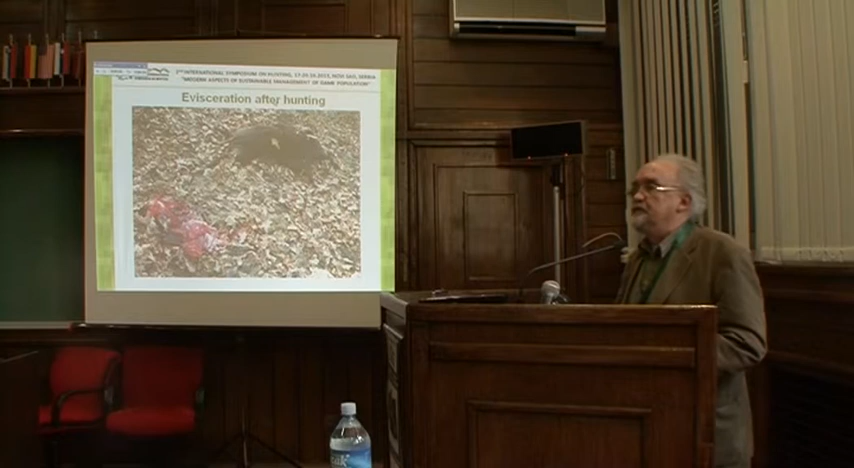 2nd INTERNATIONAL SYMPOSIUM ON HUNTING, 17-20.10.2013, NOVI SAD, SERBIA
"MODERN ASPECTS OF SUSTAINABLE MANAGEMENT OF GAME POPULATION"
Evisceration after hunting